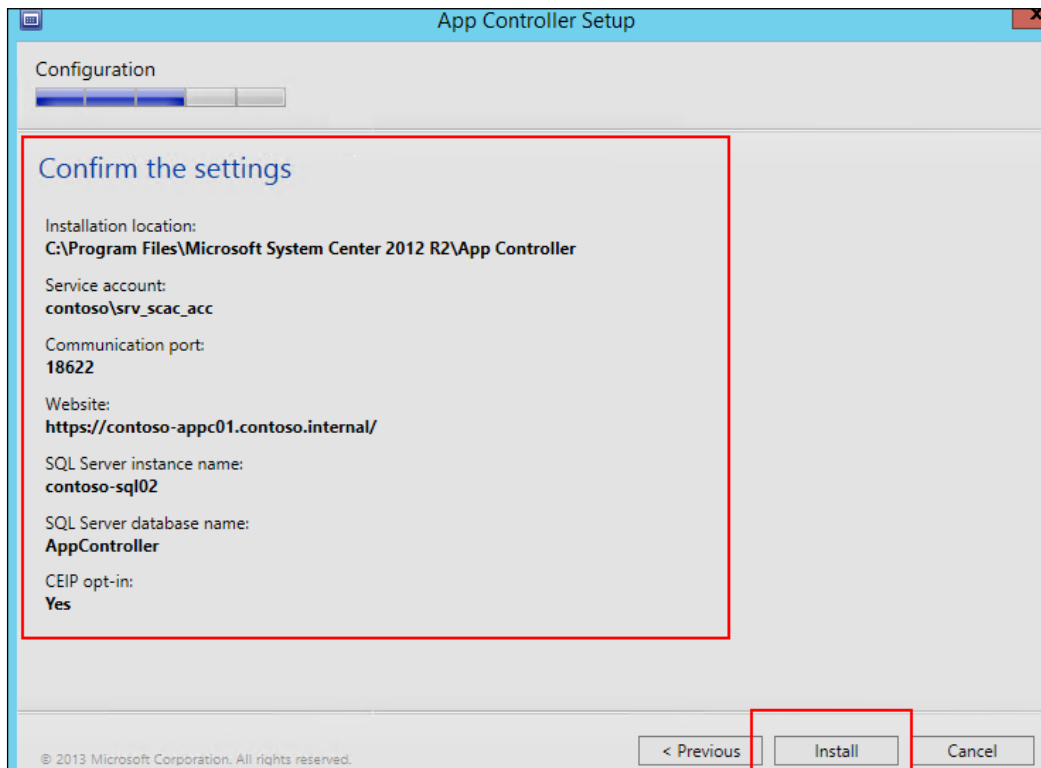 App Controller Setup
x
Configuration
Confirm the settings
Installation location:
C:\Program Files\Microsoft System Center 2012 R2\App Controller
Service account:
contoso\srv_scac_acc
Communication port:
18622
Website:
https://contoso-appc01.contoso.internal/
SQL Server instance name:
contoso-sql02
SQL Server database name:
AppController
CEIP opt-in:
Yes
© 2013 Microsoft Corporation. All rights reserved.
< Previous
Install
Cancel